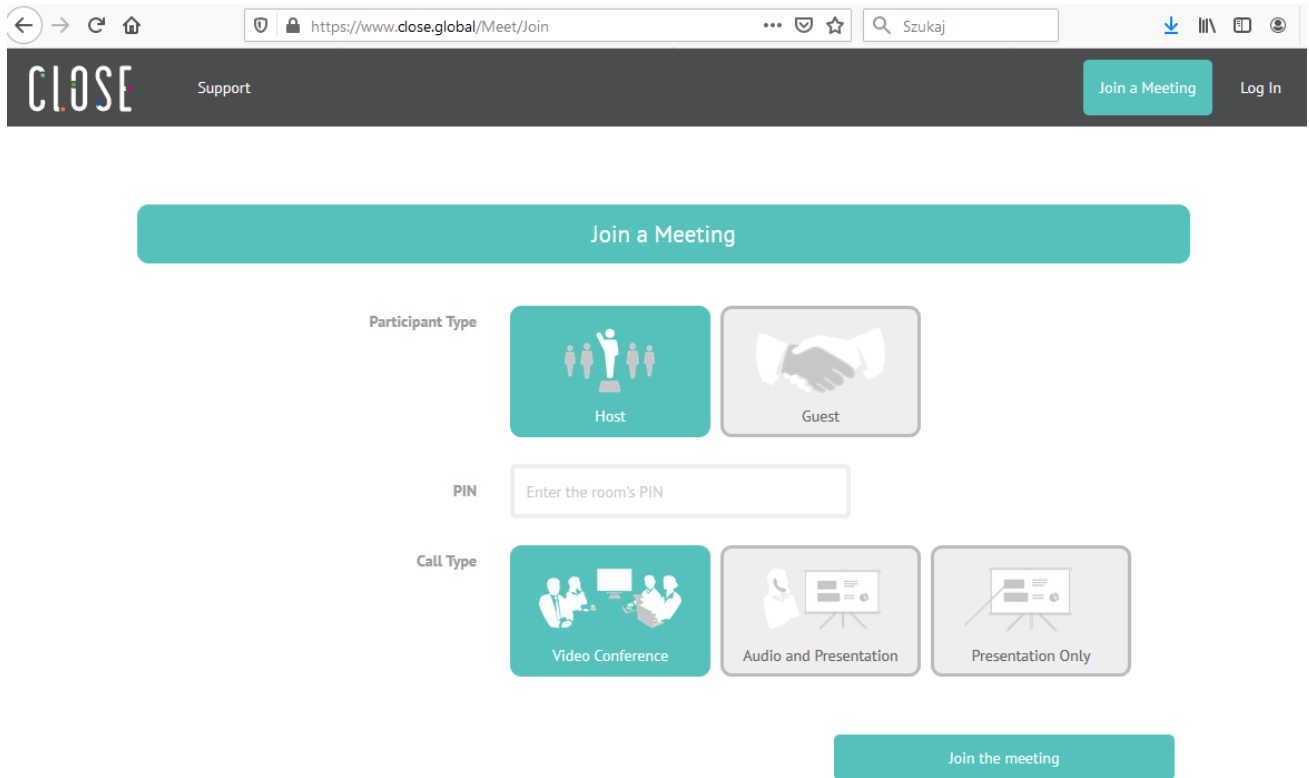 https://www.close.global/Meet/Join
Szukaj
CLOSE
Support
Join a Meeting
Log In
Join a Meeting
Participant Type
Host
Guest
PIN
Enter the room's PIN
Call Type
Video Conference
Audio and Presentation
Presentation Only
Join the meeting